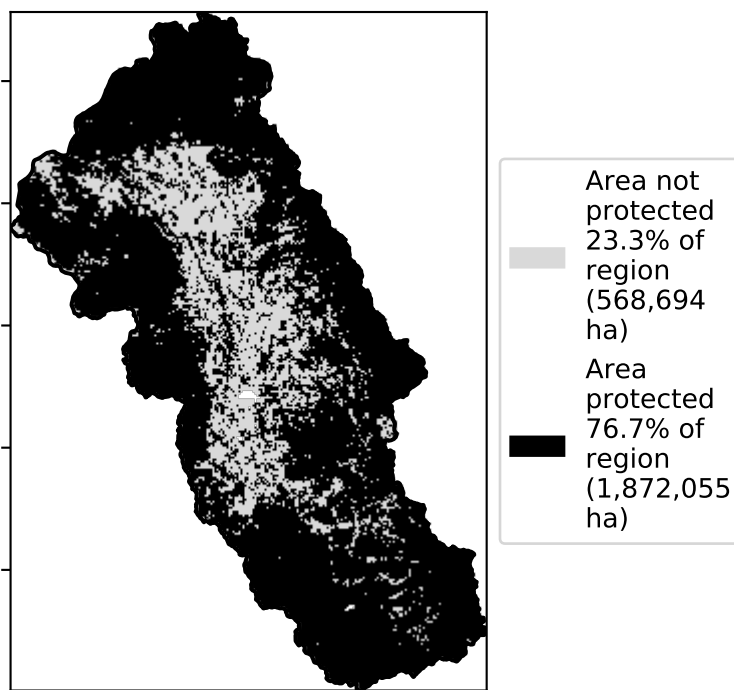 Area not
protected
23.3% of
region
(568,694
ha)
Area
protected
76.7% of
region
(1,872,055
ha)